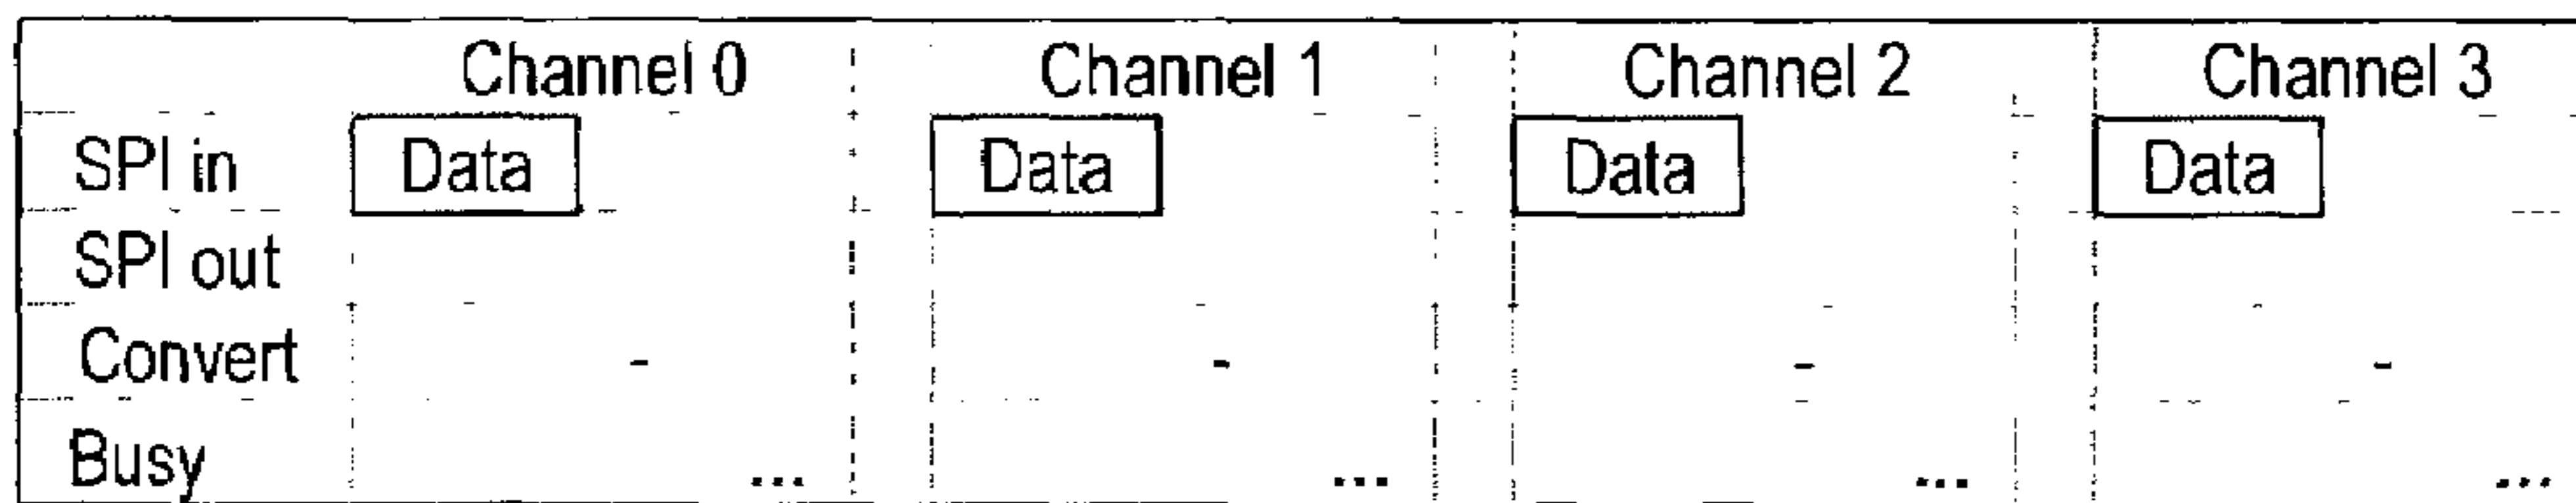 Channel 0 Channel 1 Channel 2 Channel 3
SPI in Data Data Data Data
SPI out
Convert - - - -
Busy ... ... ... ...